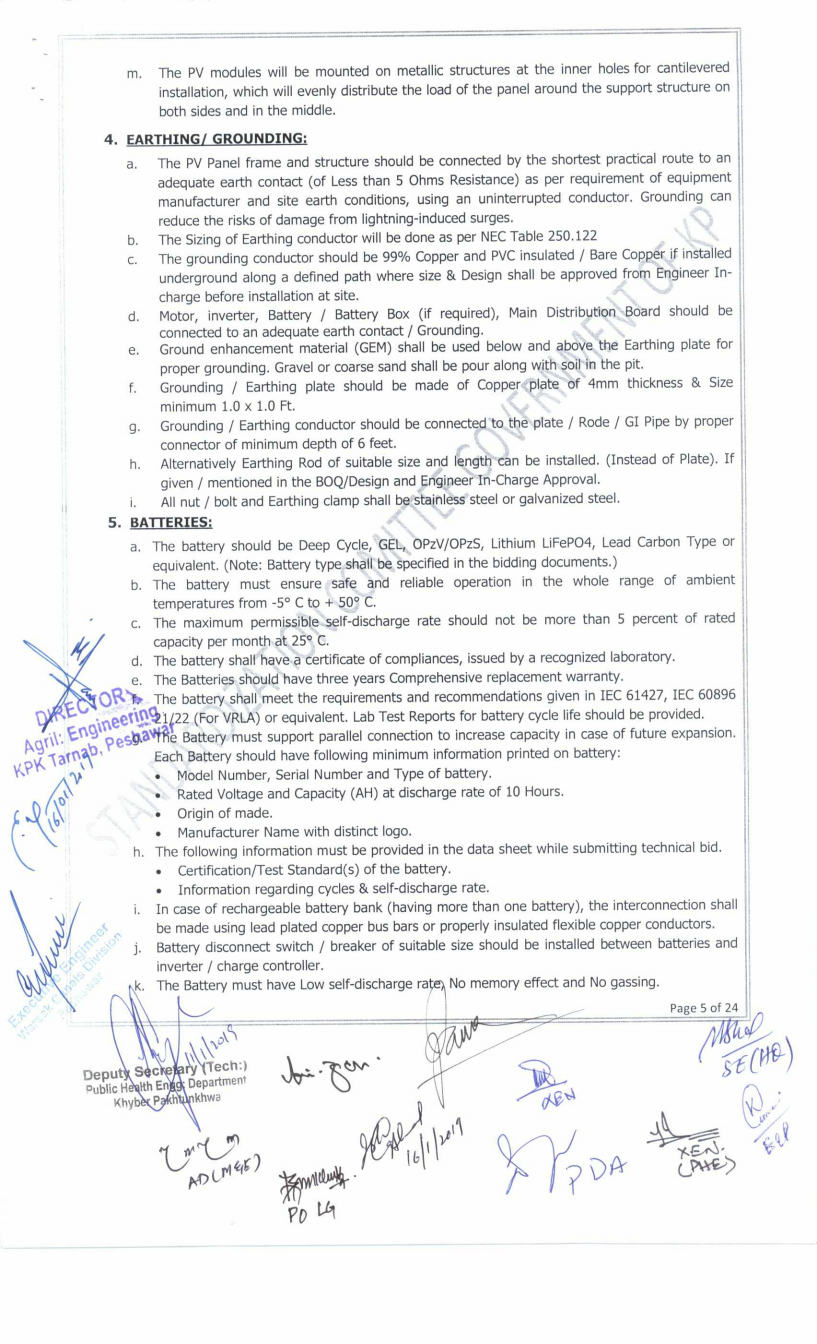 m. The PV modules will be mounted on metallic structures at the inner holes for cantilevered
installation, which will evenly distribute the load of the panel around the support structure on
both sides and in the middle.
4. EARTHING/ GROUNDING:
a. The PV Panel frame and structure should be connected by the shortest practical route to an
adequate earth contact (of Less than 5 Ohms Resistance) as per requirement of equipment
manufacturer and site earth conditions, using an uninterrupted conductor. Grounding can
reduce the risks of damage from lightning-induced surges.
b. The Sizing of Earthing conductor will be done as per NEC Table 250.122
c. The grounding conductor should be 99% Copper and PVC insulated / Bare Copper if installed
underground along a defined path where size & Design shall be approved from Engineer In-
charge before installation at site.
d. Motor, inverter, Battery / Battery Box (if required), Main Distribution Board should be
connected to an adequate earth contact / Grounding.
e. Ground enhancement material (GEM) shall be used below and above the Earthing plate for
proper grounding. Gravel or coarse sand shall be pour along with soil in the pit.
f. Grounding / Earthing plate should be made of Copper plate of 4mm thickness & Size
minimum 1.0 x 1.0 Ft.
g. Grounding / Earthing conductor should be connected to the plate / Rode / GI Pipe by proper
connector of minimum depth of 6 feet.
h. Alternatively Earthing Rod of suitable size and length can be installed. (Instead of Plate). If
given / mentioned in the BOQ/Design and Engineer In-Charge Approval.
i. All nut / bolt and Earthing clamp shall be stainless steel or galvanized steel.
5. BATTERIES:
a. The battery should be Deep Cycle, GEL, OPzV/OPzS, Lithium LiFePO4, Lead Carbon Type or
equivalent. (Note: Battery type shall be specified in the bidding documents.)
b. The battery must ensure safe and reliable operation in the whole range of ambient
temperatures from -5° C to + 50° C.
c. The maximum permissible self-discharge rate should not be more than 5 percent of rated
capacity per month at 25° C.
d. The battery shall have a certificate of compliances, issued by a recognized laboratory.
e. The Batteries should have three years Comprehensive replacement warranty.
f. The battery shall meet the requirements and recommendations given in IEC 61427, IEC 60896
21/22 (For VRLA) or equivalent. Lab Test Reports for battery cycle life should be provided.
g. The Battery must support parallel connection to increase capacity in case of future expansion.
Each Battery should have following minimum information printed on battery:
• Model Number, Serial Number and Type of battery.
• Rated Voltage and Capacity (AH) at discharge rate of 10 Hours.
• Origin of made.
• Manufacturer Name with distinct logo.
h. The following information must be provided in the data sheet while submitting technical bid.
• Certification/Test Standard(s) of the battery.
• Information regarding cycles & self-discharge rate.
i. In case of rechargeable battery bank (having more than one battery), the interconnection shall
be made using lead plated copper bus bars or properly insulated flexible copper conductors.
j. Battery disconnect switch / breaker of suitable size should be installed between batteries and
inverter / charge controller.
k. The Battery must have Low self-discharge rate, No memory effect and No gassing.
Page 5 of 24
STANDARDIZATION COMMITTEE GOVERNMENT OF KP
DIRECTOR
Agril: Engineering
KPK Tarnab, Peshawar
16/01/2019
Executive Engineer
Warsak Canals Division
Peshawar
Deputy Secretary (Tech:)
Public Health Engg: Department
Khyber Pakhtunkhwa
SE(HQ)
XEN
16/1/2019
XEN.
(PHE)
PDA
AD(M&E)
PO LG